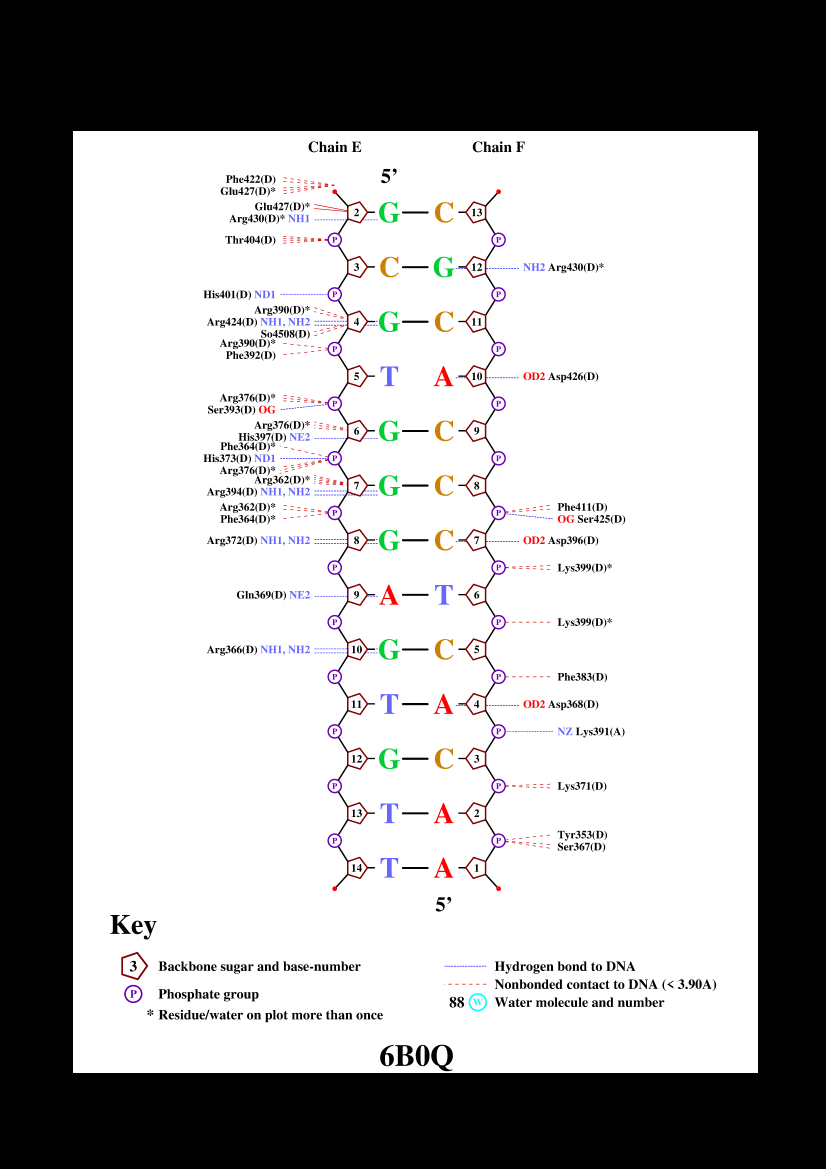 Chain E Chain F
5’
Phe422(D)
Glu427(D)*
Glu427(D)*
2 G C 13
Arg430(D)* NH1
Thr404(D) P P
3 C G 12 NH2 Arg430(D)*
His401(D) ND1 P P
Arg390(D)*
Arg424(D) NH1, NH2 4 G C 11
So4508(D)
Arg390(D)*
P P
Phe392(D)
5 T A 10 OD2 Asp426(D)
Arg376(D)*
P P
Ser393(D) OG
Arg376(D)*
6 G C 9
His397(D) NE2
Phe364(D)*
His373(D) ND1 P P
Arg376(D)*
Arg362(D)*
7 G C 8
Arg394(D) NH1, NH2
Arg362(D)* P P Phe411(D)
Phe364(D)* OG Ser425(D)
Arg372(D) NH1, NH2 8 G C 7 OD2 Asp396(D)
P P Lys399(D)*
Gln369(D) NE2 9 A T 6
P P Lys399(D)*
Arg366(D) NH1, NH2 10 G C 5
P P Phe383(D)
11 T A 4 OD2 Asp368(D)
P P NZ Lys391(A)
12 G C 3
P P Lys371(D)
13 T A 2
P P Tyr353(D)
Ser367(D)
14 T A 1
5’
Key
3 Backbone sugar and base-number
P Phosphate group
* Residue/water on plot more than once
Hydrogen bond to DNA
Nonbonded contact to DNA (< 3.90A)
88 W Water molecule and number
6B0Q